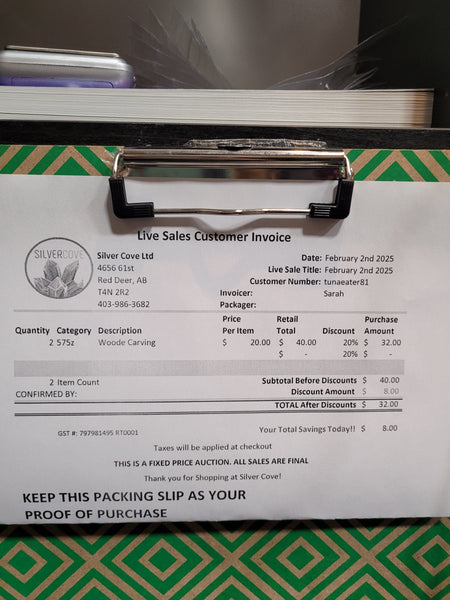 Live Sales Customer Invoice
SILVERCOVE
Silver Cove Ltd
4656 61st
Red Deer, AB
T4N 2R2
403-986-3682
Date: February 2nd 2025
Live Sale Title: February 2nd 2025
Customer Number: tunaeater81
Invoicer: Sarah
Packager:
Quantity Category Description Price Per Item Retail Total Discount Purchase Amount
2 575z Woode Carving $ 20.00 $ 40.00 20% $ 32.00
$ - 20% $ -
2 Item Count
Subtotal Before Discounts $ 40.00
Discount Amount $ 8.00
CONFIRMED BY:
TOTAL After Discounts $ 32.00
GST #: 797981495 RT0001
Your Total Savings Today!! $ 8.00
Taxes will be applied at checkout
THIS IS A FIXED PRICE AUCTION. ALL SALES ARE FINAL
Thank you for Shopping at Silver Cove!
KEEP THIS PACKING SLIP AS YOUR
PROOF OF PURCHASE